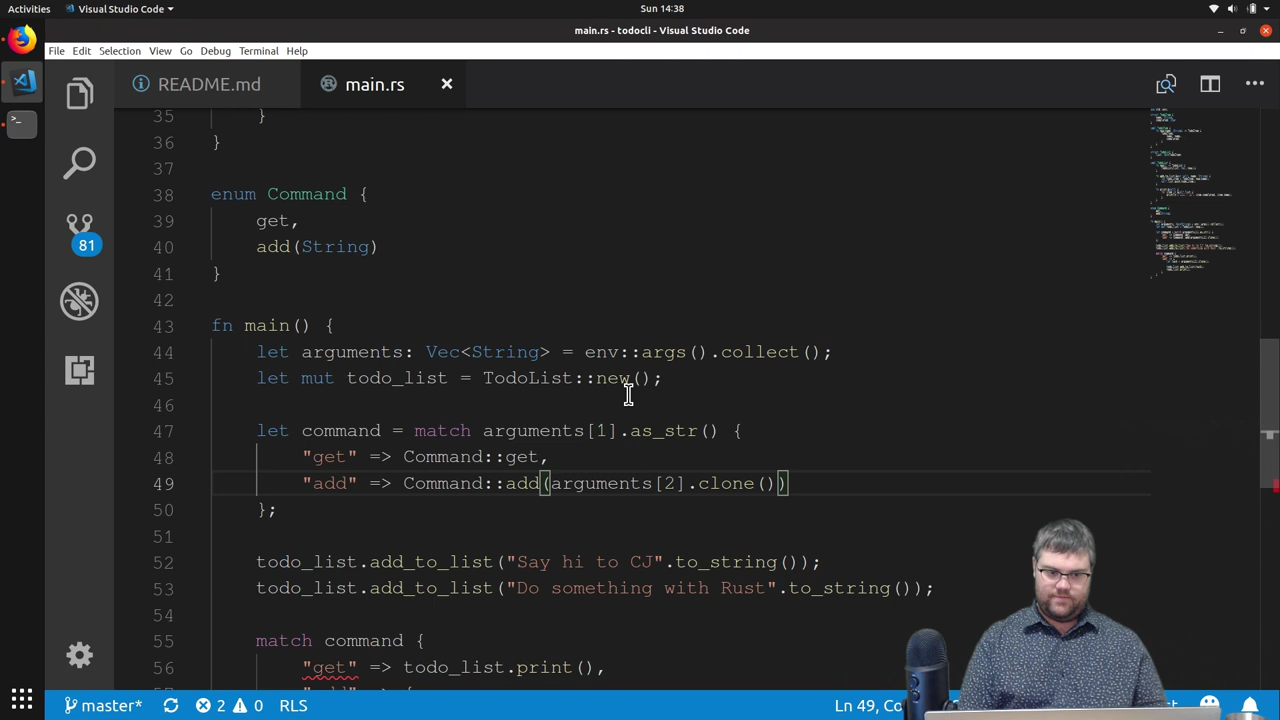 Activities
Visual Studio Code
Sun 14:38
main.rs - todocli - Visual Studio Code
File Edit Selection View Go Debug Terminal Help
README.md
main.rs
35 }
36 }
37
38 enum Command {
39 get,
40 add(String)
41 }
42
43 fn main() {
44 let arguments: Vec<String> = env::args().collect();
45 let mut todo_list = TodoList::new();
46
47 let command = match arguments[1].as_str() {
48 "get" => Command::get,
49 "add" => Command::add(arguments[2].clone())
50 };
51
52 todo_list.add_to_list("Say hi to CJ".to_string());
53 todo_list.add_to_list("Do something with Rust".to_string());
54
55 match command {
56 "get" => todo_list.print(),
81
master* 2 0 RLS
Ln 49,